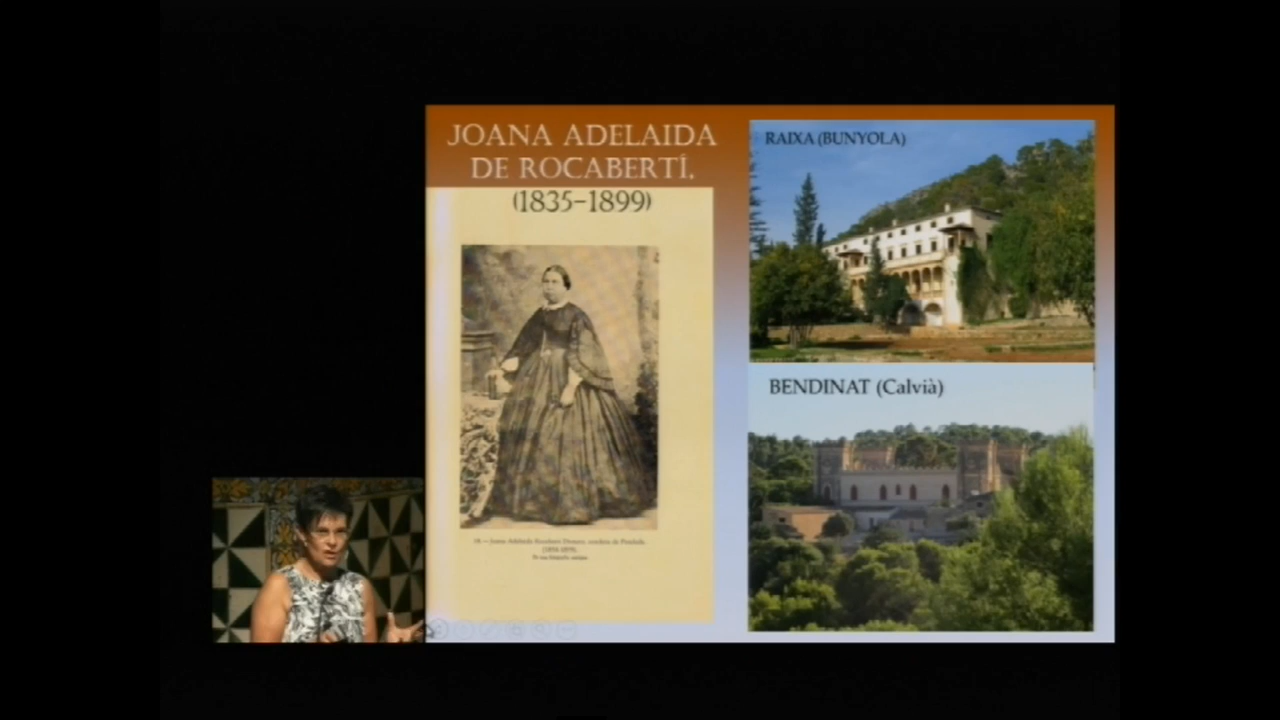 JOANA ADELAIDA
DE ROCABERTÍ,
(1835-1899)
RAIXA (BUNYOLA)
BENDINAT (Calvià)